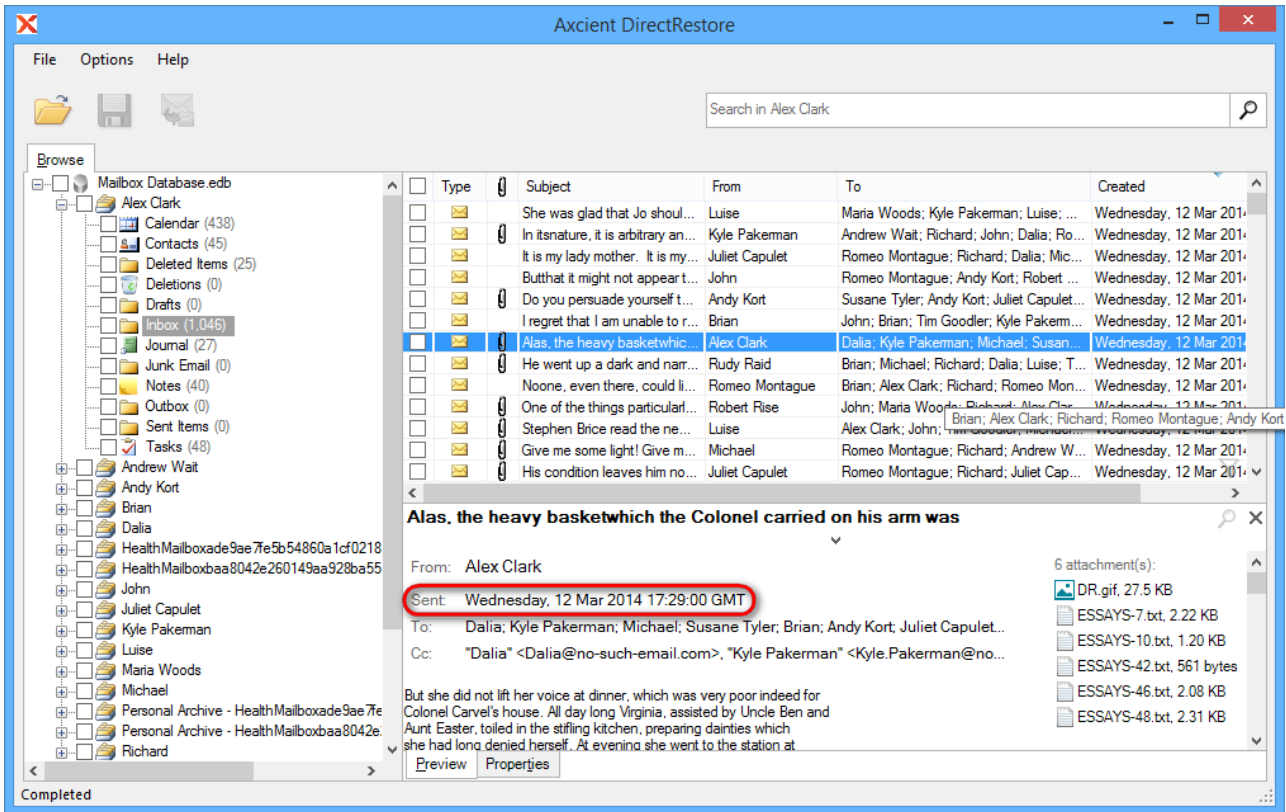 Axcient DirectRestore
File Options Help
Search in Alex Clark
Browse
Mailbox Database.edb
Alex Clark
Calendar (438)
Contacts (45)
Deleted Items (25)
Deletions (0)
Drafts (0)
Inbox (1,046)
Journal (27)
Junk Email (0)
Notes (40)
Outbox (0)
Sent Items (0)
Tasks (48)
Andrew Wait
Andy Kort
Brian
Dalia
HealthMailboxade9ae7fe5b54860a1cf0218
HealthMailboxbaa8042e260149aa928ba55
John
Juliet Capulet
Kyle Pakerman
Luise
Maria Woods
Michael
Personal Archive - HealthMailboxade9ae7fe
Personal Archive - HealthMailboxbaa8042e
Richard
Type Subject From To Created
She was glad that Jo shoul... Luise Maria Woods; Kyle Pakerman; Luise; ... Wednesday, 12 Mar 2014
In itsnature, it is arbitrary an... Kyle Pakerman Andrew Wait; Richard; John; Dalia; Ro... Wednesday, 12 Mar 2014
It is my lady mother. It is my... Juliet Capulet Romeo Montague; Richard; Dalia; Mic... Wednesday, 12 Mar 2014
Butthat it might not appear t... John Romeo Montague; Andy Kort; Robert ... Wednesday, 12 Mar 2014
Do you persuade yourself t... Andy Kort Susane Tyler; Andy Kort; Juliet Capulet... Wednesday, 12 Mar 2014
I regret that I am unable to r... Brian John; Brian; Tim Goodler; Kyle Pakerm... Wednesday, 12 Mar 2014
Alas, the heavy basketwhic... Alex Clark Dalia; Kyle Pakerman; Michael; Susan... Wednesday, 12 Mar 2014
He went up a dark and narr... Rudy Raid Brian; Michael; Richard; Dalia; Luise; T... Wednesday, 12 Mar 2014
Noone, even there, could li... Romeo Montague Brian; Alex Clark; Richard; Romeo Mon... Wednesday, 12 Mar 2014
One of the things particularl... Robert Rise John; Maria Woods; Richard; Alex Clar... Wednesday, 12 Mar 2014
Brian; Alex Clark; Richard; Romeo Montague; Andy Kort
Stephen Brice read the ne... Luise Alex Clark; John; Tim Goodler; Michael... Wednesday, 12 Mar 2014
Give me some light! Give m... Michael Romeo Montague; Richard; Andrew W... Wednesday, 12 Mar 2014
His condition leaves him no... Juliet Capulet Romeo Montague; Richard; Juliet Cap... Wednesday, 12 Mar 2014
Alas, the heavy basketwhich the Colonel carried on his arm was
From: Alex Clark
Sent: Wednesday, 12 Mar 2014 17:29:00 GMT
To: Dalia; Kyle Pakerman; Michael; Susane Tyler; Brian; Andy Kort; Juliet Capulet...
Cc: "Dalia" <Dalia@no-such-email.com>, "Kyle Pakerman" <Kyle.Pakerman@no...
6 attachment(s):
DR.gif, 27.5 KB
ESSAYS-7.txt, 2.22 KB
ESSAYS-10.txt, 1.20 KB
ESSAYS-42.txt, 561 bytes
ESSAYS-46.txt, 2.08 KB
ESSAYS-48.txt, 2.31 KB
But she did not lift her voice at dinner, which was very poor indeed for
Colonel Carvel's house. All day long Virginia, assisted by Uncle Ben and
Aunt Easter, toiled in the stifling kitchen, preparing dainties which
she had long denied herself. At evening she went to the station at
Preview Properties
Completed